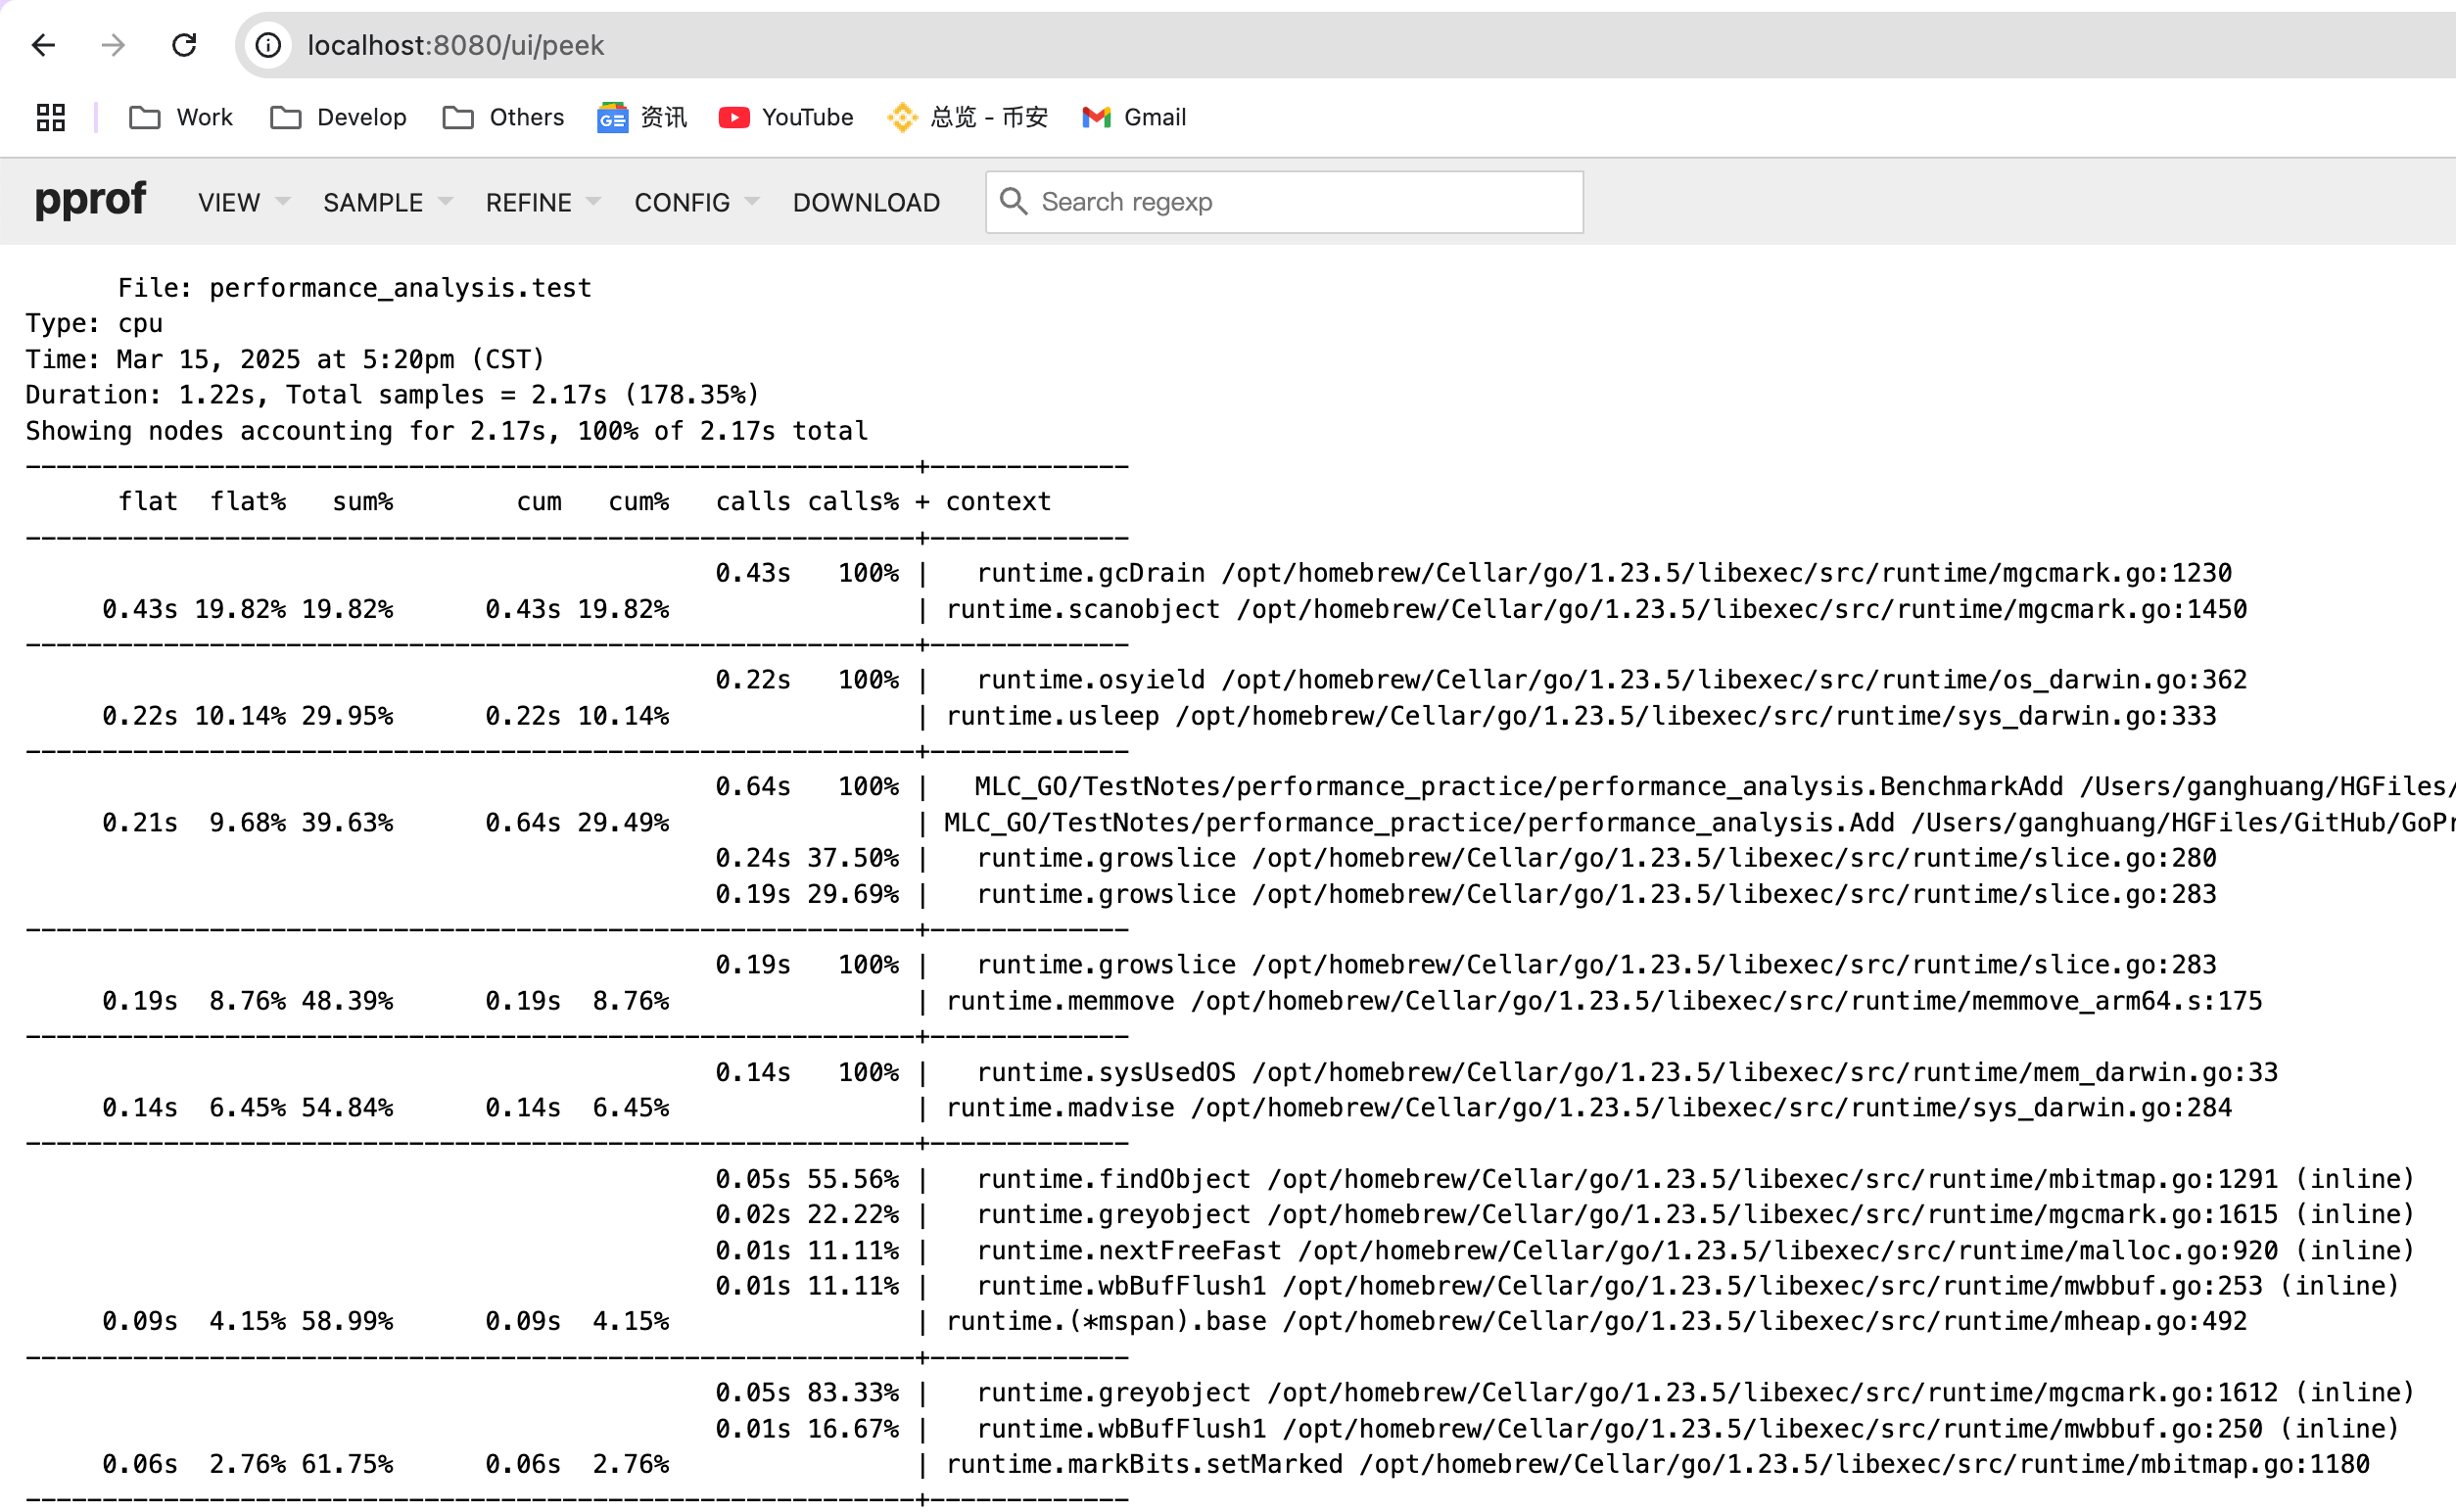 localhost:8080/ui/peek
Work Develop Others 资讯 YouTube 总览 - 币安 Gmail
pprof VIEW SAMPLE REFINE CONFIG DOWNLOAD Search regexp
File: performance_analysis.test
Type: cpu
Time: Mar 15, 2025 at 5:20pm (CST)
Duration: 1.22s, Total samples = 2.17s (178.35%)
Showing nodes accounting for 2.17s, 100% of 2.17s total
----------------------------------------------------------+-------------
flat flat% sum% cum cum% calls calls% + context
----------------------------------------------------------+-------------
0.43s 100% | runtime.gcDrain /opt/homebrew/Cellar/go/1.23.5/libexec/src/runtime/mgcmark.go:1230
0.43s 19.82% 19.82% 0.43s 19.82% | runtime.scanobject /opt/homebrew/Cellar/go/1.23.5/libexec/src/runtime/mgcmark.go:1450
----------------------------------------------------------+-------------
0.22s 100% | runtime.osyield /opt/homebrew/Cellar/go/1.23.5/libexec/src/runtime/os_darwin.go:362
0.22s 10.14% 29.95% 0.22s 10.14% | runtime.usleep /opt/homebrew/Cellar/go/1.23.5/libexec/src/runtime/sys_darwin.go:333
----------------------------------------------------------+-------------
0.64s 100% | MLC_GO/TestNotes/performance_practice/performance_analysis.BenchmarkAdd /Users/ganghuang/HGFiles/
0.21s 9.68% 39.63% 0.64s 29.49% | MLC_GO/TestNotes/performance_practice/performance_analysis.Add /Users/ganghuang/HGFiles/GitHub/GoPr
0.24s 37.50% | runtime.growslice /opt/homebrew/Cellar/go/1.23.5/libexec/src/runtime/slice.go:280
0.19s 29.69% | runtime.growslice /opt/homebrew/Cellar/go/1.23.5/libexec/src/runtime/slice.go:283
----------------------------------------------------------+-------------
0.19s 100% | runtime.growslice /opt/homebrew/Cellar/go/1.23.5/libexec/src/runtime/slice.go:283
0.19s 8.76% 48.39% 0.19s 8.76% | runtime.memmove /opt/homebrew/Cellar/go/1.23.5/libexec/src/runtime/memmove_arm64.s:175
----------------------------------------------------------+-------------
0.14s 100% | runtime.sysUsedOS /opt/homebrew/Cellar/go/1.23.5/libexec/src/runtime/mem_darwin.go:33
0.14s 6.45% 54.84% 0.14s 6.45% | runtime.madvise /opt/homebrew/Cellar/go/1.23.5/libexec/src/runtime/sys_darwin.go:284
----------------------------------------------------------+-------------
0.05s 55.56% | runtime.findObject /opt/homebrew/Cellar/go/1.23.5/libexec/src/runtime/mbitmap.go:1291 (inline)
0.02s 22.22% | runtime.greyobject /opt/homebrew/Cellar/go/1.23.5/libexec/src/runtime/mgcmark.go:1615 (inline)
0.01s 11.11% | runtime.nextFreeFast /opt/homebrew/Cellar/go/1.23.5/libexec/src/runtime/malloc.go:920 (inline)
0.01s 11.11% | runtime.wbBufFlush1 /opt/homebrew/Cellar/go/1.23.5/libexec/src/runtime/mwbbuf.go:253 (inline)
0.09s 4.15% 58.99% 0.09s 4.15% | runtime.(*mspan).base /opt/homebrew/Cellar/go/1.23.5/libexec/src/runtime/mheap.go:492
----------------------------------------------------------+-------------
0.05s 83.33% | runtime.greyobject /opt/homebrew/Cellar/go/1.23.5/libexec/src/runtime/mgcmark.go:1612 (inline)
0.01s 16.67% | runtime.wbBufFlush1 /opt/homebrew/Cellar/go/1.23.5/libexec/src/runtime/mwbbuf.go:250 (inline)
0.06s 2.76% 61.75% 0.06s 2.76% | runtime.markBits.setMarked /opt/homebrew/Cellar/go/1.23.5/libexec/src/runtime/mbitmap.go:1180
----------------------------------------------------------+-------------